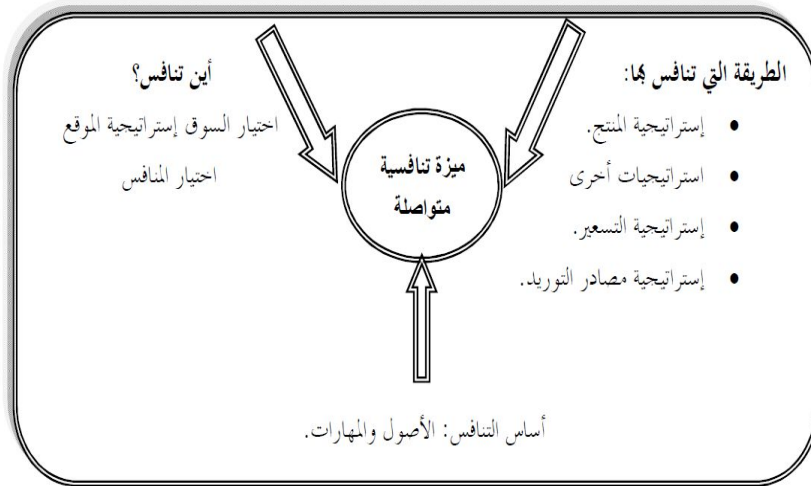 الطريقة التي تنافس بها:
• إستراتيجية المنتج.
• استراتيجيات أخرى
• إستراتيجية التسعير.
• إستراتيجية مصادر التوريد.
أين تنافس؟
اختيار السوق إستراتيجية الموقع
اختيار المنافس
ميزة تنافسية
متواصلة
أساس التنافس: الأصول والمهارات.